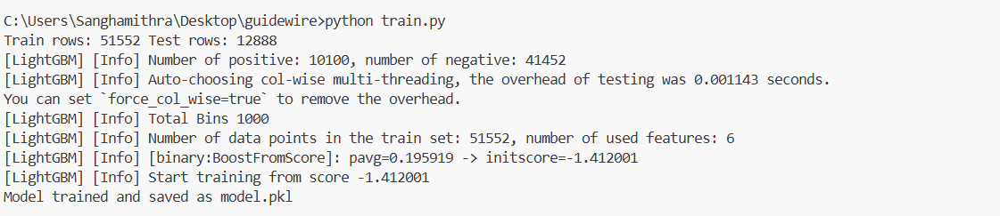 C:\Users\Sanghamithra\Desktop\guidewire>python train.py
Train rows: 51552 Test rows: 12888
[LightGBM] [Info] Number of positive: 10100, number of negative: 41452
[LightGBM] [Info] Auto-choosing col-wise multi-threading, the overhead of testing was 0.001143 seconds.
You can set `force_col_wise=true` to remove the overhead.
[LightGBM] [Info] Total Bins 1000
[LightGBM] [Info] Number of data points in the train set: 51552, number of used features: 6
[LightGBM] [Info] [binary:BoostFromScore]: pavg=0.195919 -> initscore=-1.412001
[LightGBM] [Info] Start training from score -1.412001
Model trained and saved as model.pkl